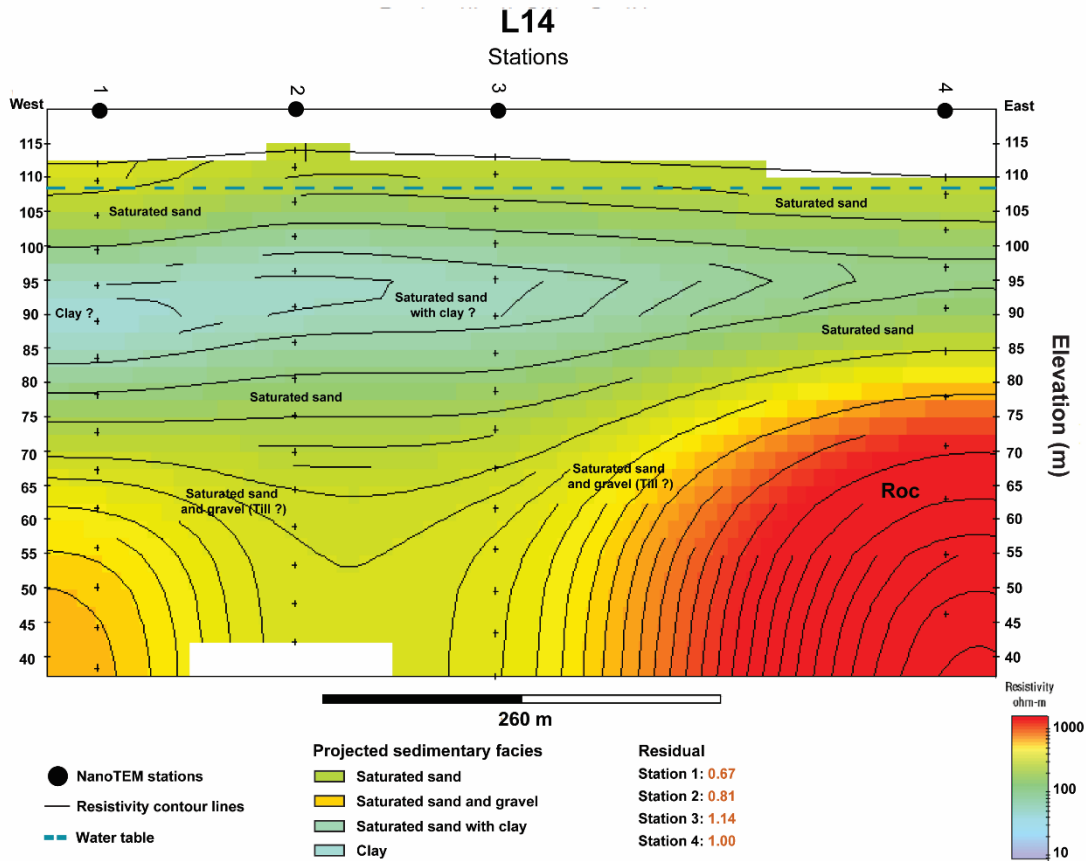 L14
Stations
1 2 3 4
West East
115 115
110 110
Saturated sand Saturated sand
105 105
100 100
95 95
Saturated sand
with clay ?
Clay ?
90 90
Saturated sand
85 85
80 80
Saturated sand
75 75
70 70
Saturated sand
and gravel (Till ?)
Saturated sand
and gravel (Till ?)
Roc
65 65
60 60
55 55
50 50
45 45
40 40
Elevation (m)
260 m
Resistivity
ohm-m
1000
100
10
NanoTEM stations
Resistivity contour lines
Water table
Projected sedimentary facies
Saturated sand
Saturated sand and gravel
Saturated sand with clay
Clay
Residual
Station 1: 0.67
Station 2: 0.81
Station 3: 1.14
Station 4: 1.00